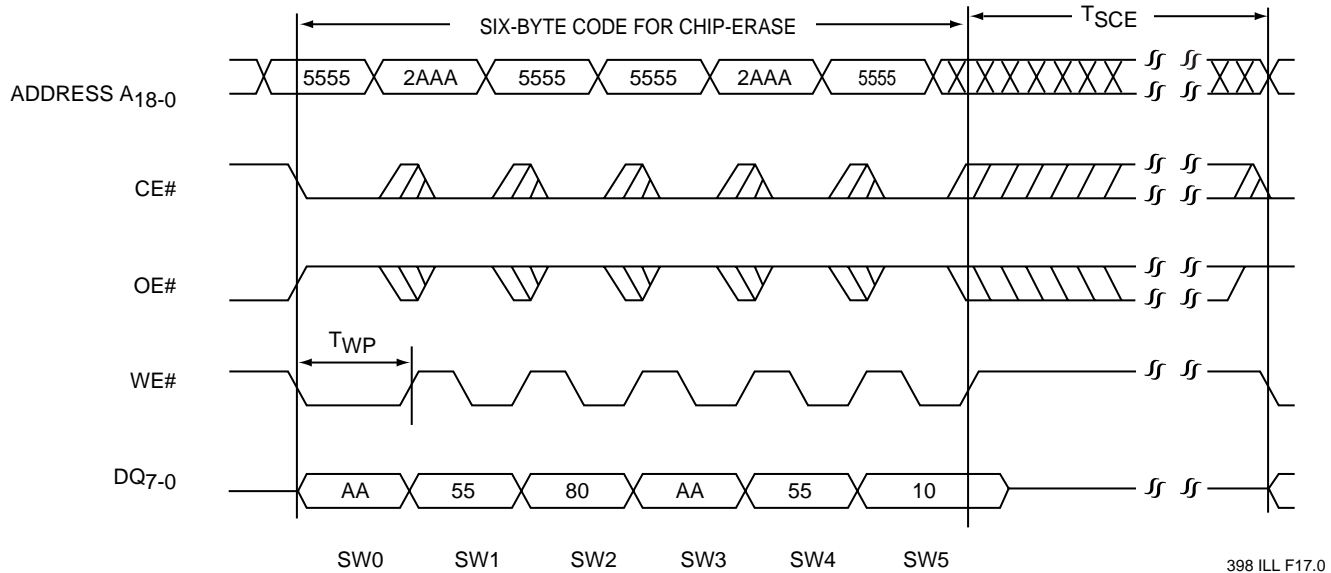 SIX-BYTE CODE FOR CHIP-ERASE
TSCE
ADDRESS A18-0
5555 2AAA 5555 5555 2AAA 5555
CE#
OE#
TWP
WE#
DQ7-0
AA 55 80 AA 55 10
SW0 SW1 SW2 SW3 SW4 SW5
398 ILL F17.0